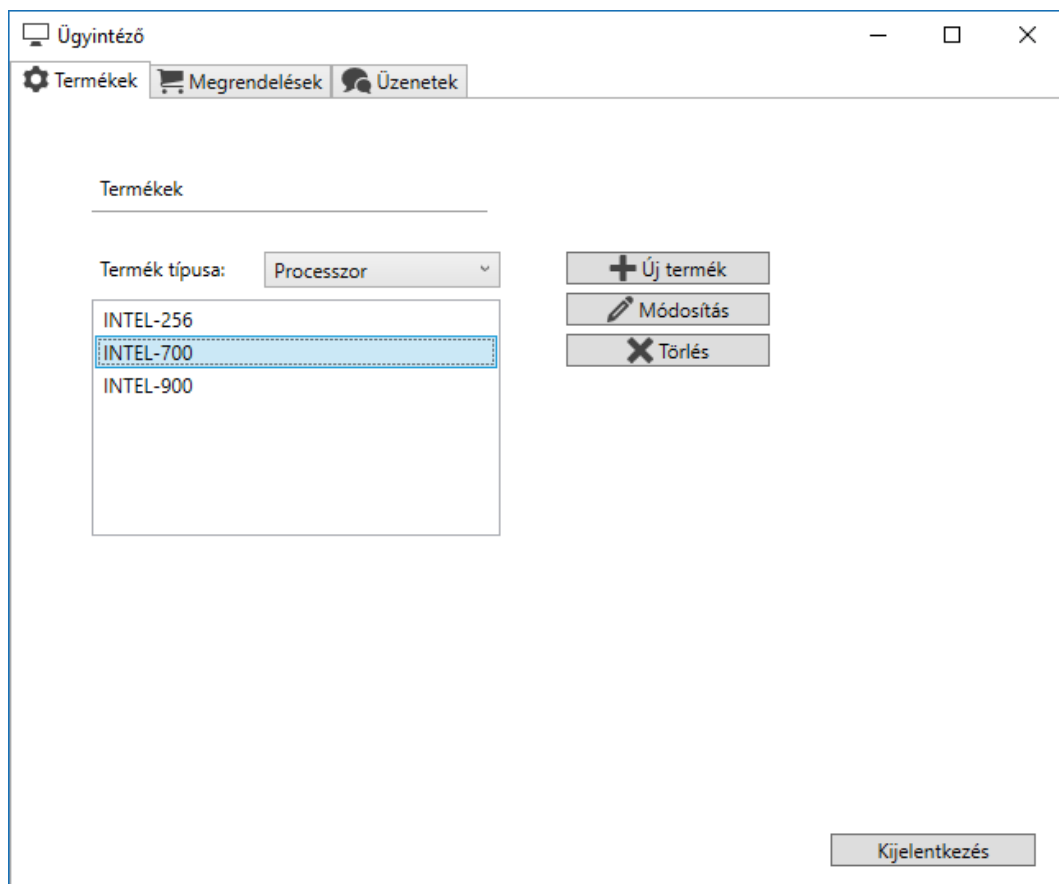 Ügyintéző
Termékek Megrendelések Üzenetek
Termékek
Termék típusa: Processzor
Új termék
INTEL-256
Módosítás
INTEL-700
Törlés
INTEL-900
Kijelentkezés